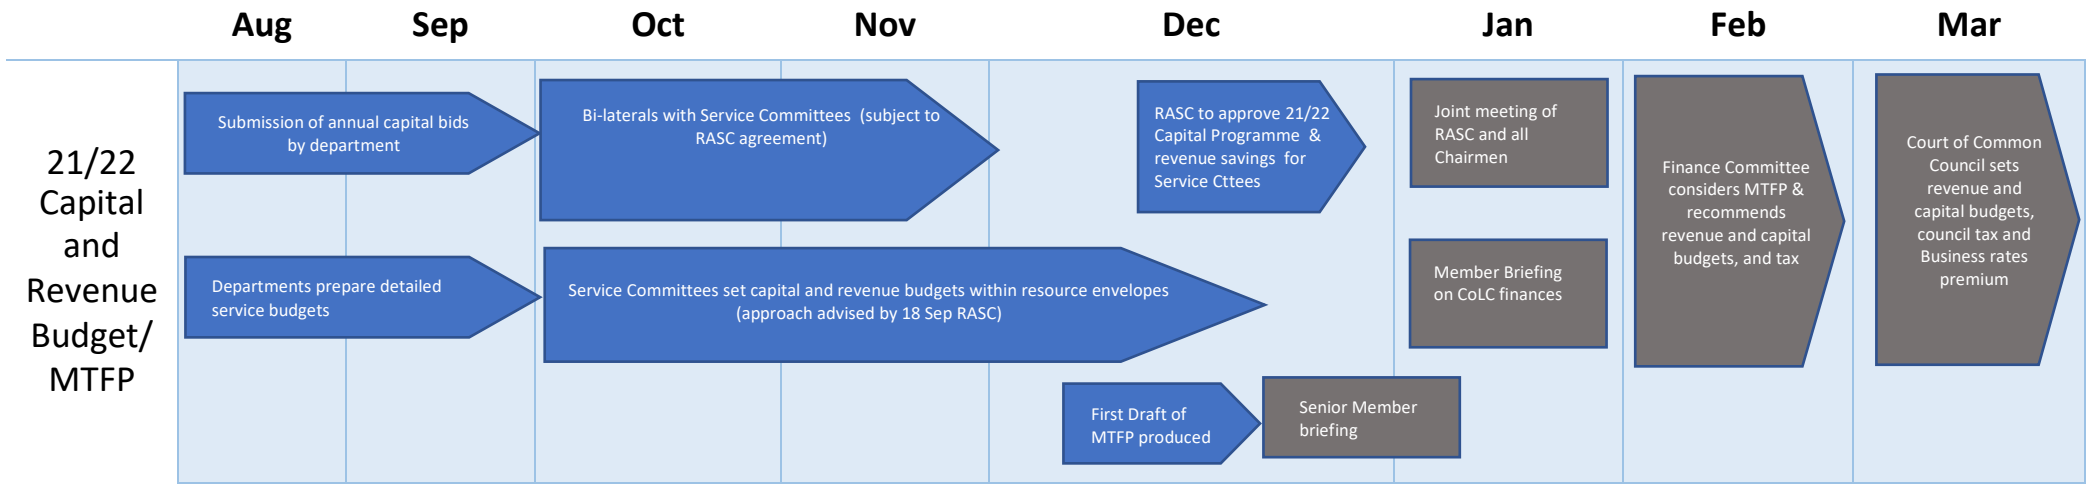 Aug Sep Oct Nov Dec Jan Feb Mar
21/22
Capital
and
Revenue
Budget/
MTFP
Submission of annual capital bids
by department
Bi-laterals with Service Committees (subject to
RASC agreement)
RASC to approve 21/22
Capital Programme &
revenue savings for
Service Cttees
Joint meeting of
RASC and all
Chairmen
Finance Committee
considers MTFP &
recommends
revenue and capital
budgets, and tax
Court of Common
Council sets
revenue and
capital budgets,
council tax and
Business rates
premium
Departments prepare detailed
service budgets
Service Committees set capital and revenue budgets within resource envelopes
(approach advised by 18 Sep RASC)
Member Briefing
on CoLC finances
First Draft of
MTFP produced
Senior Member
briefing